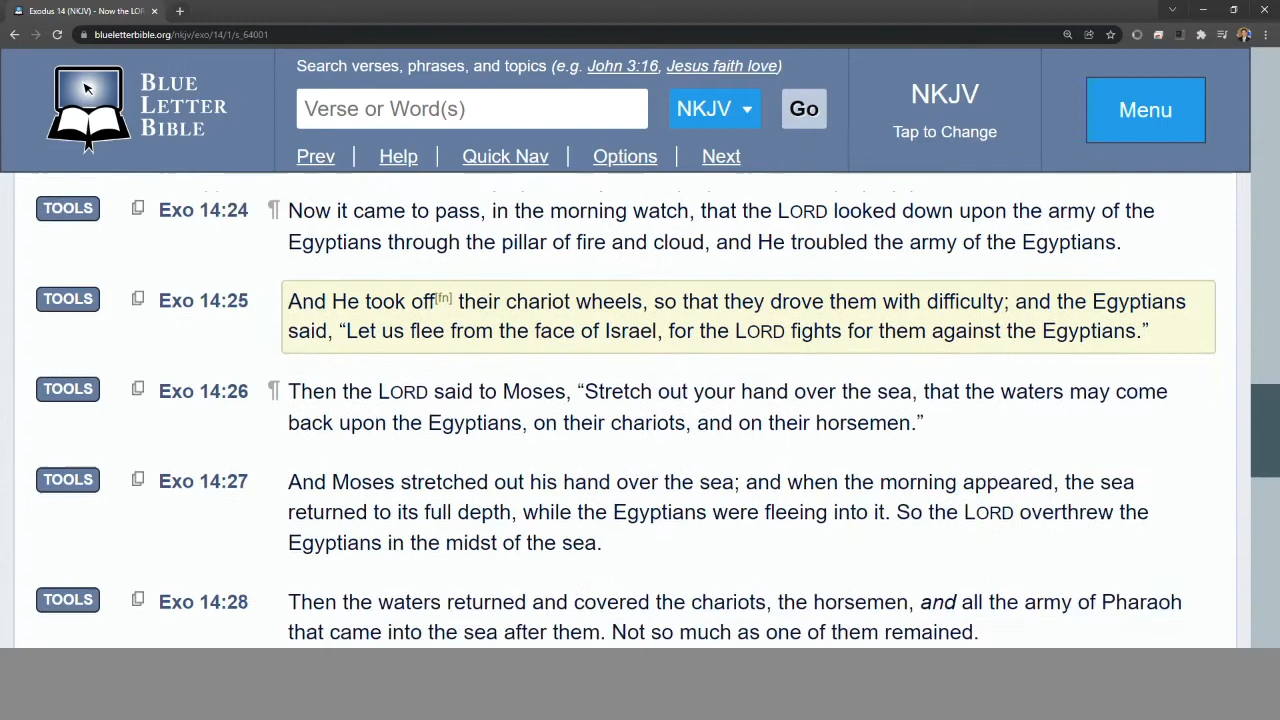 Exodus 14 (NKJV) - Now the LOR
blueletterbible.org/nkjv/exo/14/1/s_64001
BLUE
LETTER
BIBLE
Search verses, phrases, and topics (e.g. John 3:16, Jesus faith love)
Verse or Word(s)
NKJV
Go
Prev | Help | Quick Nav | Options | Next
NKJV
Tap to Change
Menu
TOOLS Exo 14:24 ¶ Now it came to pass, in the morning watch, that the LORD looked down upon the army of the
Egyptians through the pillar of fire and cloud, and He troubled the army of the Egyptians.
TOOLS Exo 14:25 And He took off[fn] their chariot wheels, so that they drove them with difficulty; and the Egyptians
said, “Let us flee from the face of Israel, for the LORD fights for them against the Egyptians.”
TOOLS Exo 14:26 ¶ Then the LORD said to Moses, “Stretch out your hand over the sea, that the waters may come
back upon the Egyptians, on their chariots, and on their horsemen.”
TOOLS Exo 14:27 And Moses stretched out his hand over the sea; and when the morning appeared, the sea
returned to its full depth, while the Egyptians were fleeing into it. So the LORD overthrew the
Egyptians in the midst of the sea.
TOOLS Exo 14:28 Then the waters returned and covered the chariots, the horsemen, and all the army of Pharaoh
that came into the sea after them. Not so much as one of them remained.